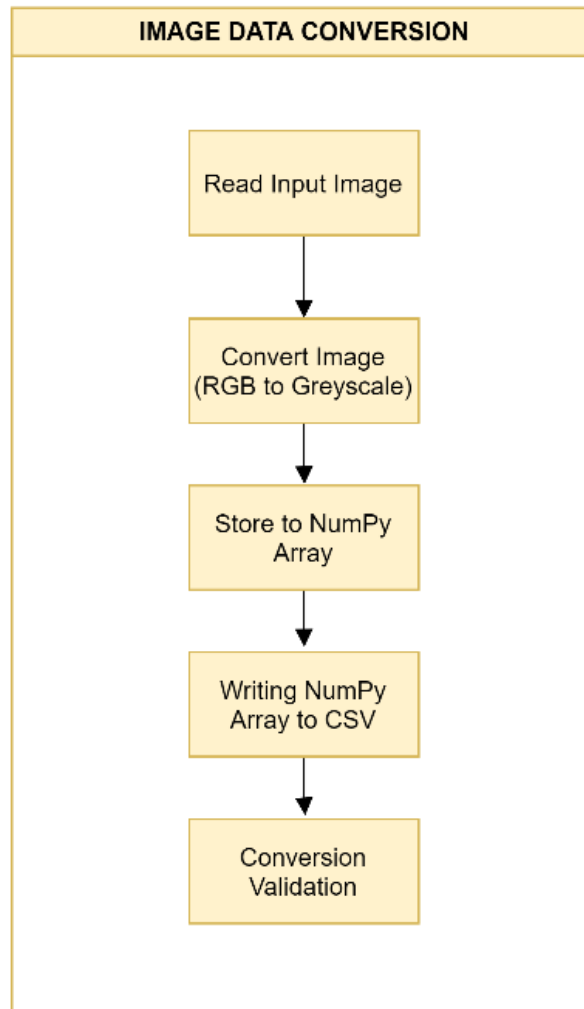 IMAGE DATA CONVERSION
Read Input Image
Convert Image
(RGB to Greyscale)
Store to NumPy
Array
Writing NumPy
Array to CSV
Conversion
Validation